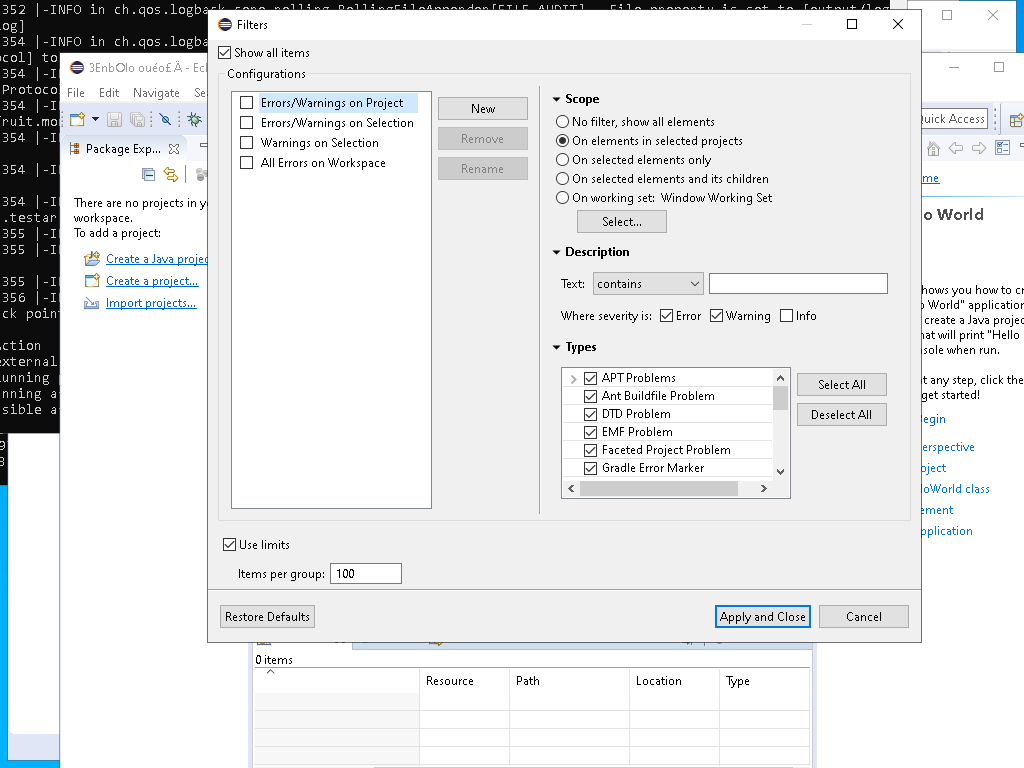 352 |-INFO in ch.qos.logback.core.rolling.RollingFileAppender[FILE_AUDIT] - File property is set to [output/log
og]
354 |-INFO in ch.qos.logba
354
ocol] to
354 |-I
Protoco
354 |-I
ruit.mo
354 |-I
354 |-I
354 |-I
.testar
355 |-I
355 |-I
355 |-I
356 |-I
ck poin
ction
external
unning
nning a
sible a
3Enb0lo ouéo£Ä - Ecl
File Edit Navigate Se
Quick Access
Package Exp...
There are no projects in y
workspace.
To add a project:
Create a Java projec
Create a project...
Import projects...
Filters
Show all items
Configurations
Errors/Warnings on Project
Errors/Warnings on Selection
Warnings on Selection
All Errors on Workspace
New
Remove
Rename
Scope
No filter, show all elements
On elements in selected projects
On selected elements only
On selected elements and its children
On working set: Window Working Set
Select...
Description
Text: contains
Where severity is: Error Warning Info
Types
APT Problems
Ant Buildfile Problem
DTD Problem
EMF Problem
Faceted Project Problem
Gradle Error Marker
Select All
Deselect All
Use limits
Items per group: 100
Restore Defaults
Apply and Close
Cancel
me
o World
hows you how to cr
o World" application
create a Java projec
hat will print "Hello
sole when run.
t any step, click the
get started!
egin
erspective
oject
loWorld class
ement
pplication
0 items
Resource Path Location Type